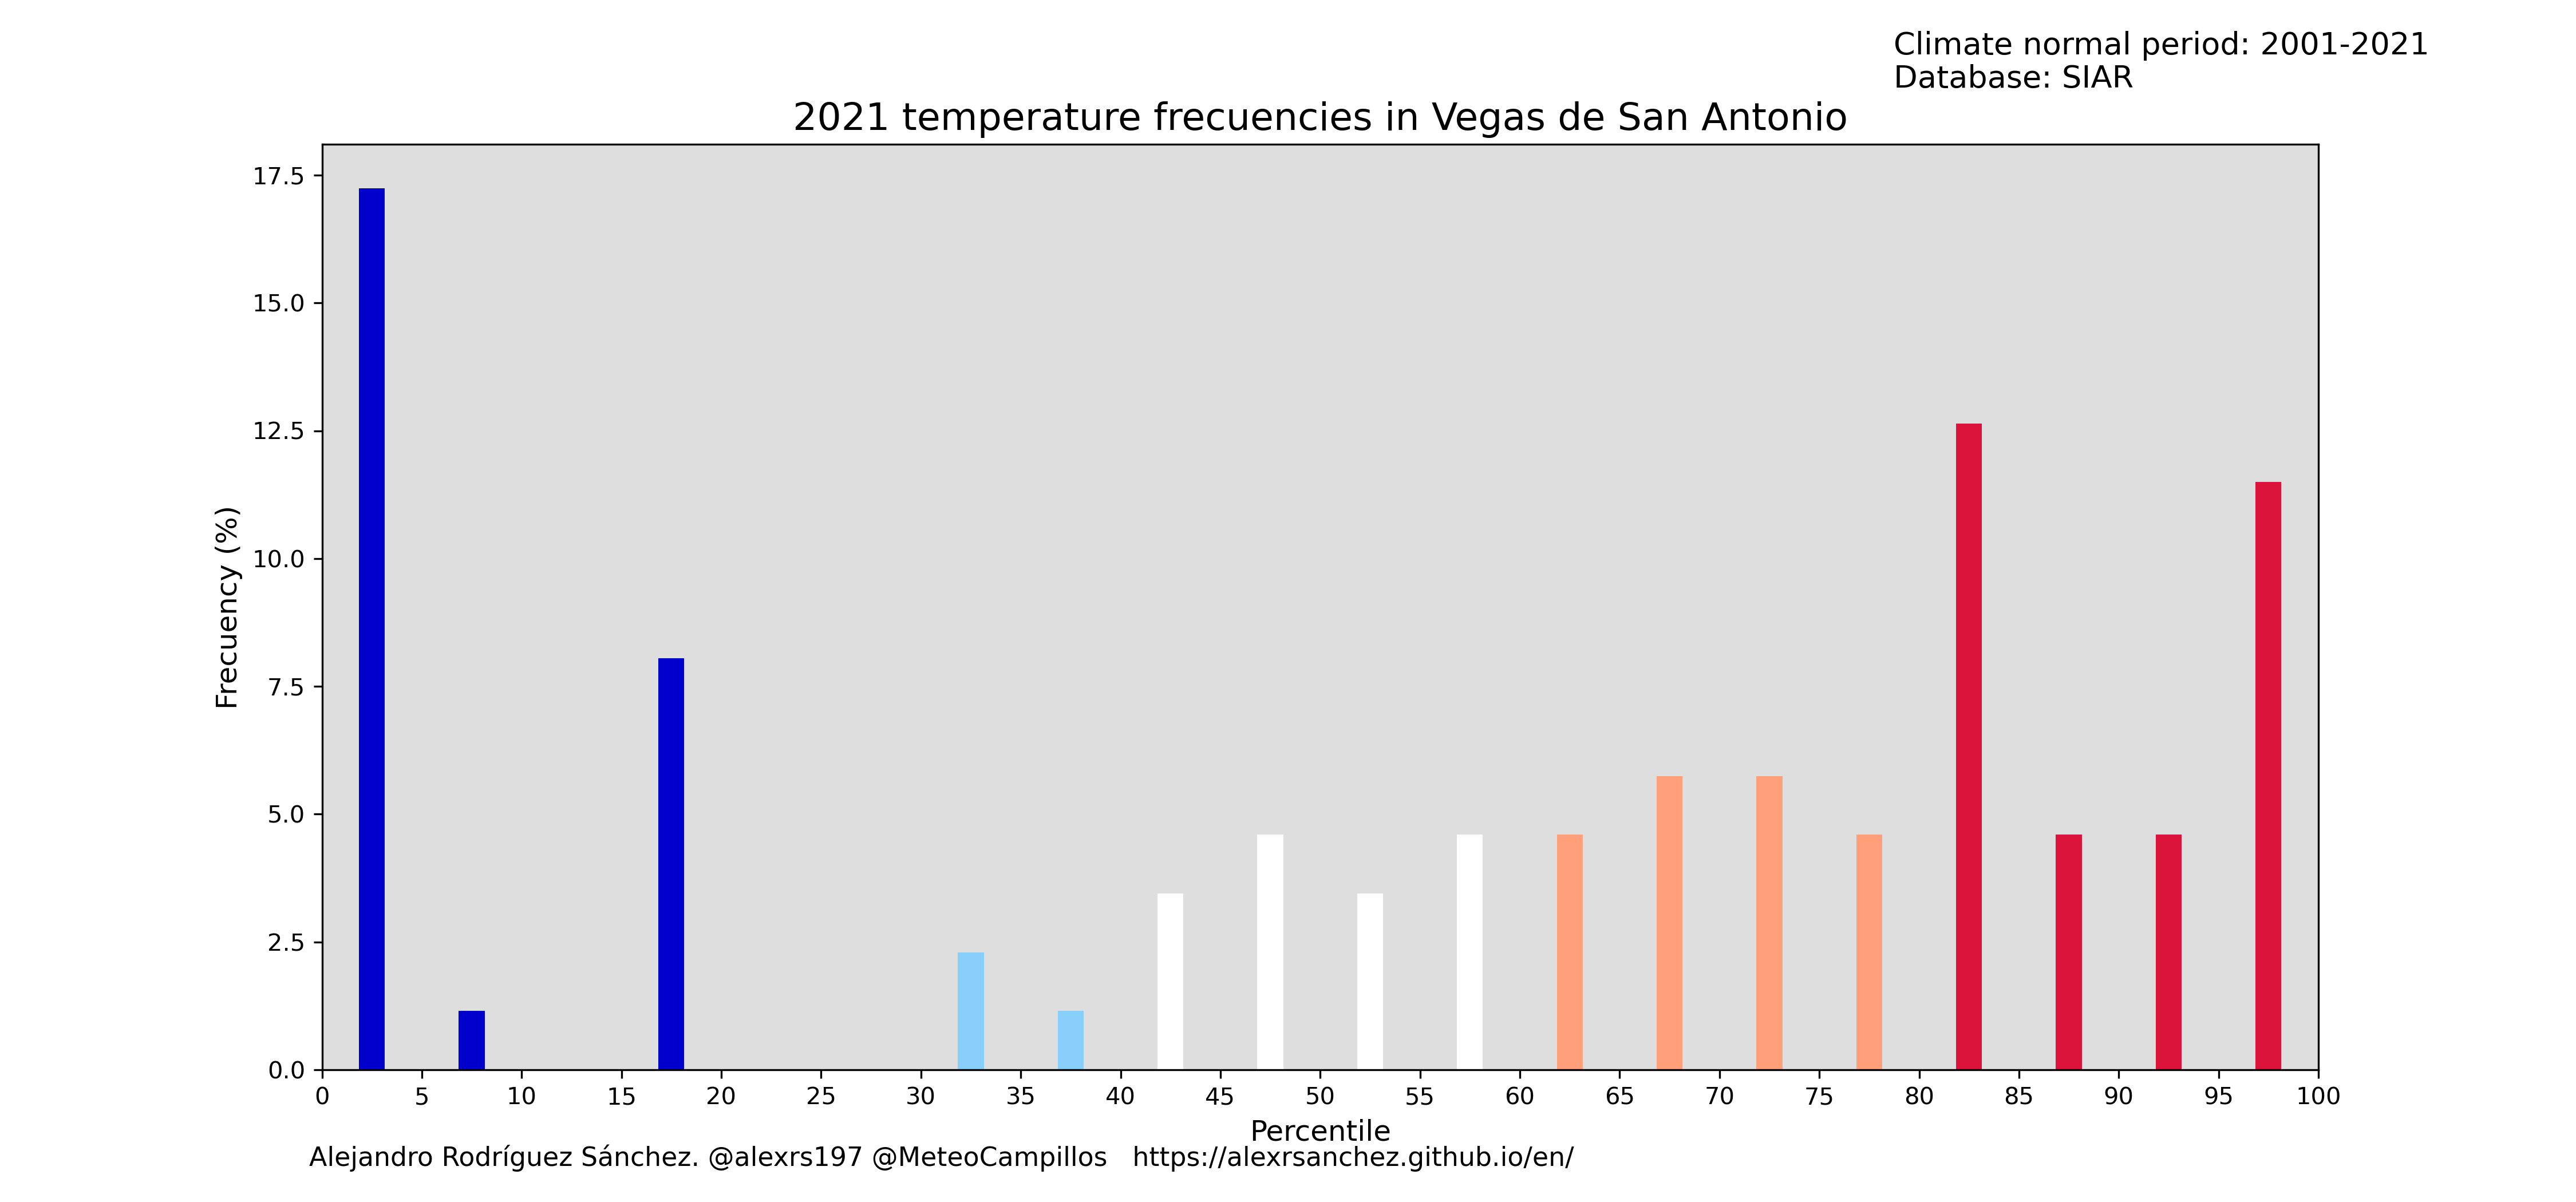 Climate normal period: 2001-2021
Database: SIAR
2021 temperature frecuencies in Vegas de San Antonio
17.5
15.0
12.5
10.0
7.5
5.0
2.5
0.0
Frecuency (%)
0 5 10 15 20 25 30 35 40 45 50 55 60 65 70 75 80 85 90 95 100
Percentile
Alejandro Rodríguez Sánchez. @alexrs197 @MeteoCampillos https://alexrsanchez.github.io/en/